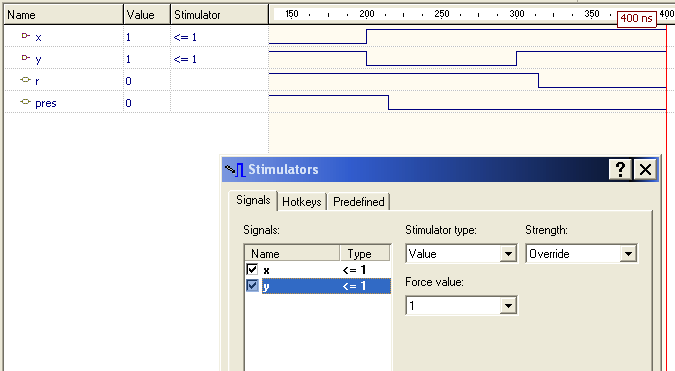 Name Value Stimulator 150 200 250 300 350 400
400 ns
x 1 <= 1
y 1 <= 1
r 0
pres 0
Stimulators
Signals Hotkeys Predefined
Signals: Stimulator type: Strength:
Name Type Value Override
x <= 1
y <= 1
Force value:
1